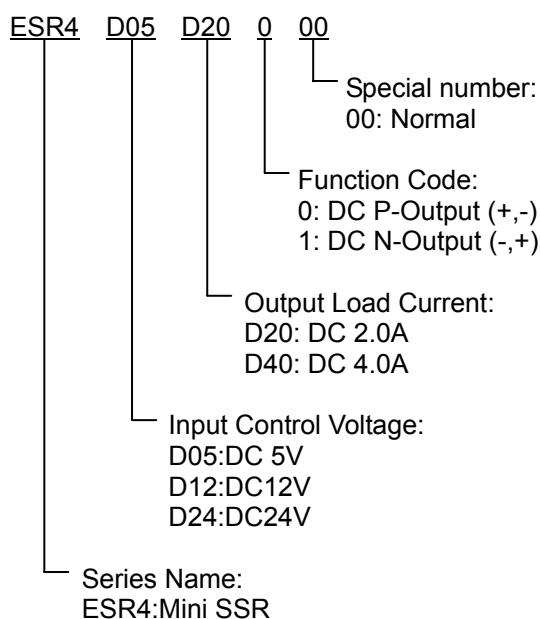 ESR4 D05 D20 0 00
Special number:
00: Normal
Function Code:
0: DC P-Output (+,-)
1: DC N-Output (-,+)
Output Load Current:
D20: DC 2.0A
D40: DC 4.0A
Input Control Voltage:
D05:DC 5V
D12:DC12V
D24:DC24V
Series Name:
ESR4:Mini SSR